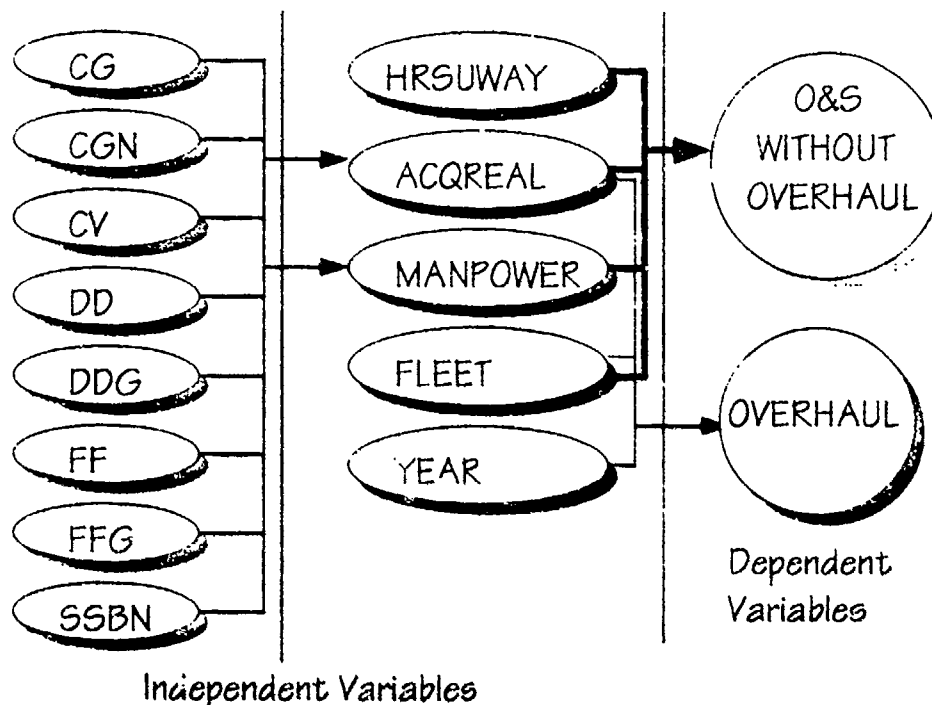 CG
CGN
CV
DD
DDG
FF
FFG
SSBN
HRSUWAY
ACQREAL
MANPOWER
FLEET
YEAR
O&S
WITHOUT
OVERHAUL
OVERHAUL
Dependent
Variables
Independent Variables